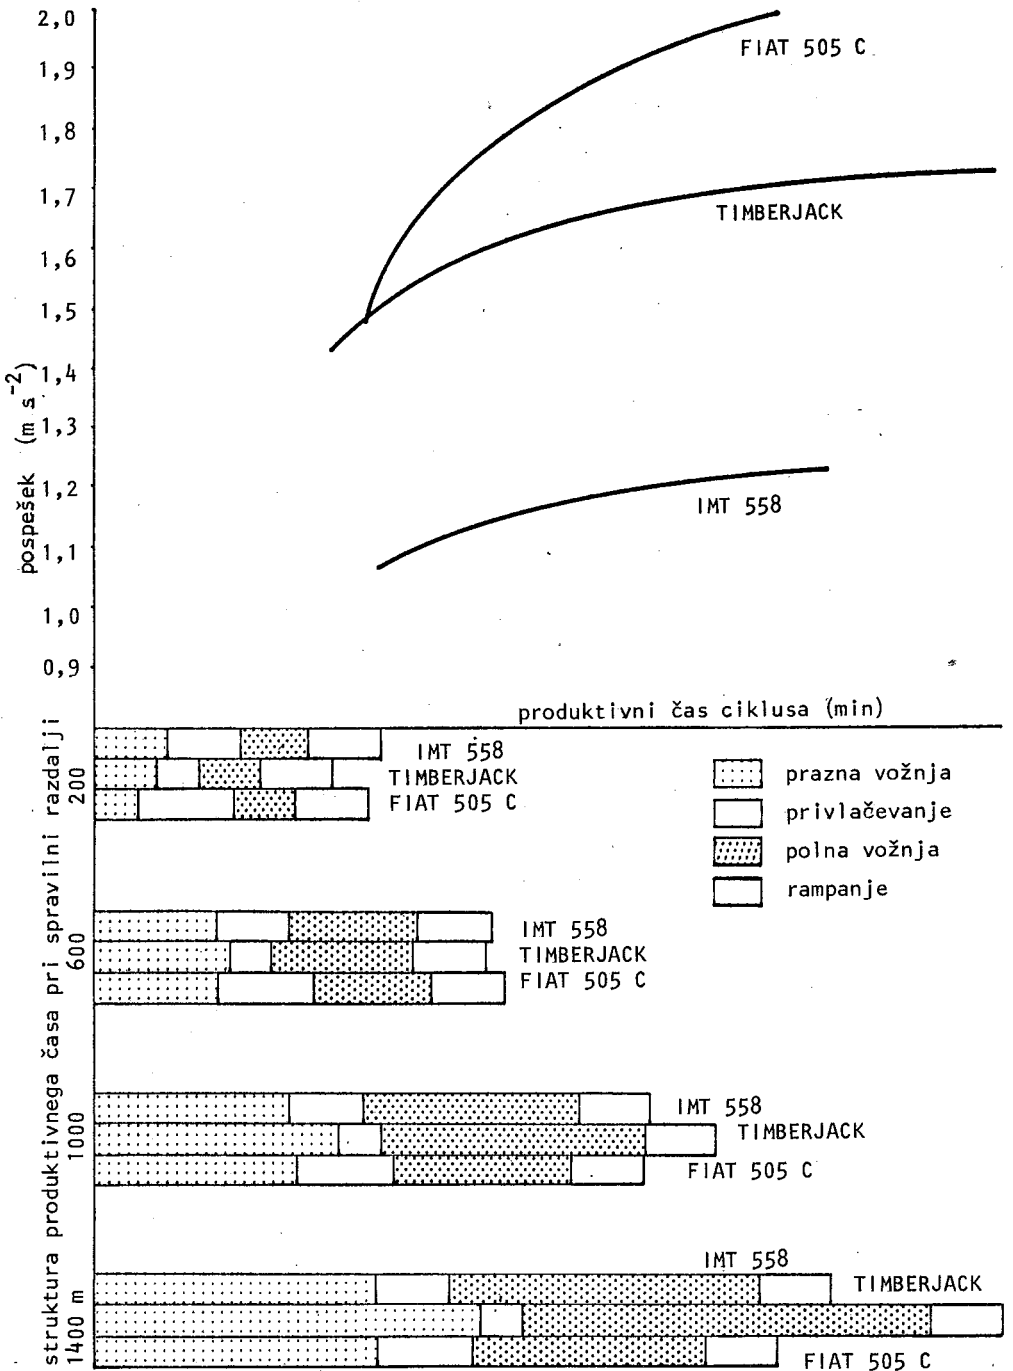 2,0
1,9
1,8
1,7
1,6
1,5
1,4
1,3
1,2
1,1
1,0
0,9
pospešek (m s⁻²)
FIAT 505 C
TIMBERJACK
IMT 558
produktivni čas ciklusa (min)
struktura produktivnega časa pri spravilni razdalji
200
IMT 558
TIMBERJACK
FIAT 505 C
prazna vožnja
privlačevanje
polna vožnja
rampanje
600
IMT 558
TIMBERJACK
FIAT 505 C
1000
IMT 558
TIMBERJACK
FIAT 505 C
1400 m
IMT 558
TIMBERJACK
FIAT 505 C